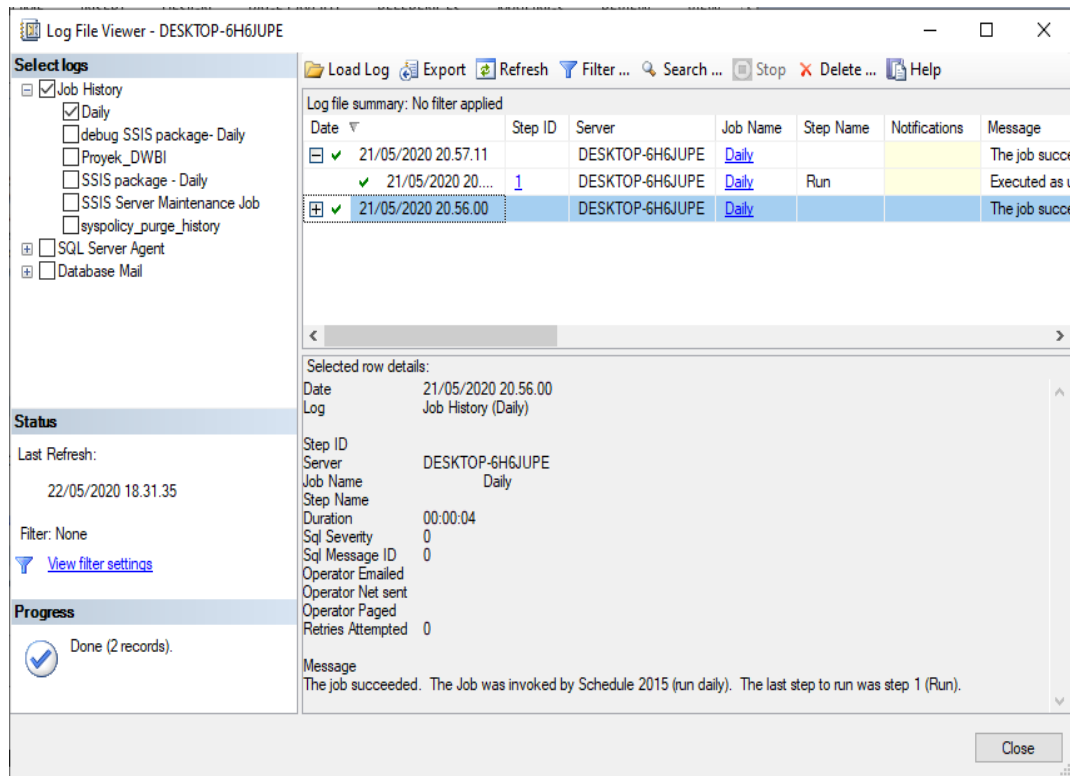 Log File Viewer - DESKTOP-6H6JUPE
Select logs
Job History
Daily
debug SSIS package- Daily
Proyek_DWBI
SSIS package - Daily
SSIS Server Maintenance Job
syspolicy_purge_history
SQL Server Agent
Database Mail
Status
Last Refresh:
22/05/2020 18.31.35
Filter: None
View filter settings
Progress
Done (2 records).
Load Log Export Refresh Filter ... Search ... Stop Delete ... Help
Log file summary: No filter applied
Date Step ID Server Job Name Step Name Notifications Message
21/05/2020 20.57.11 DESKTOP-6H6JUPE Daily The job succe
21/05/2020 20.... 1 DESKTOP-6H6JUPE Daily Run Executed as u
21/05/2020 20.56.00 DESKTOP-6H6JUPE Daily The job succe
Selected row details:
Date 21/05/2020 20.56.00
Log Job History (Daily)
Step ID
Server DESKTOP-6H6JUPE
Job Name Daily
Step Name
Duration 00:00:04
Sql Severity 0
Sql Message ID 0
Operator Emailed
Operator Net sent
Operator Paged
Retries Attempted 0
Message
The job succeeded. The Job was invoked by Schedule 2015 (run daily). The last step to run was step 1 (Run).
Close